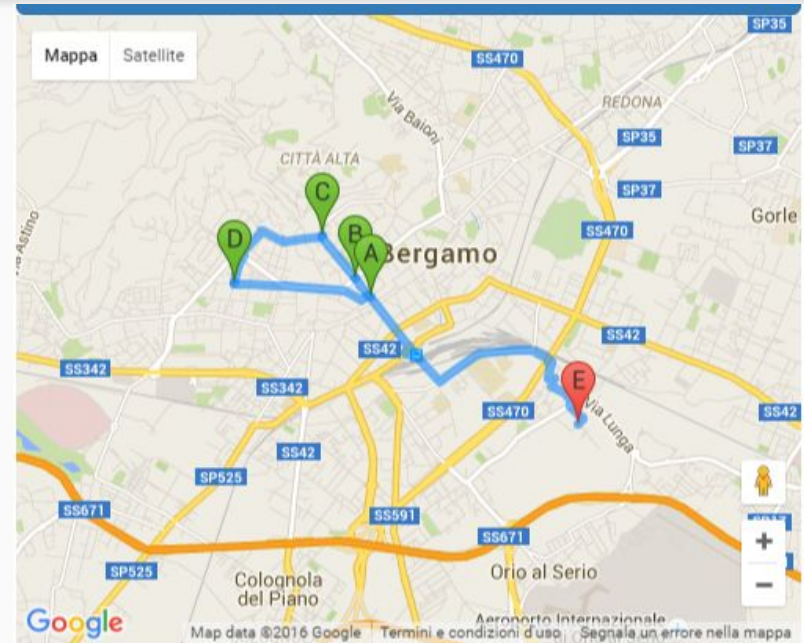 SP35
Mappa Satellite
SS470
Via Baioni
REDONA
SP35
SP37
CITTÀ ALTA
SP37
C
Gorle
Via Astino
D
B
SS470
A
Bergamo
SS42
SS42
SS342
E
SS342
SS470
Via Lunga
SS42
SS42
SP525
SS671
SS591
SS671
+
SP525
Orio al Serio
Colognola
del Piano
−
Aeroporto Internazionale
Google
Map data ©2016 Google Termini e condizioni d'uso Segnala un errore nella mappa